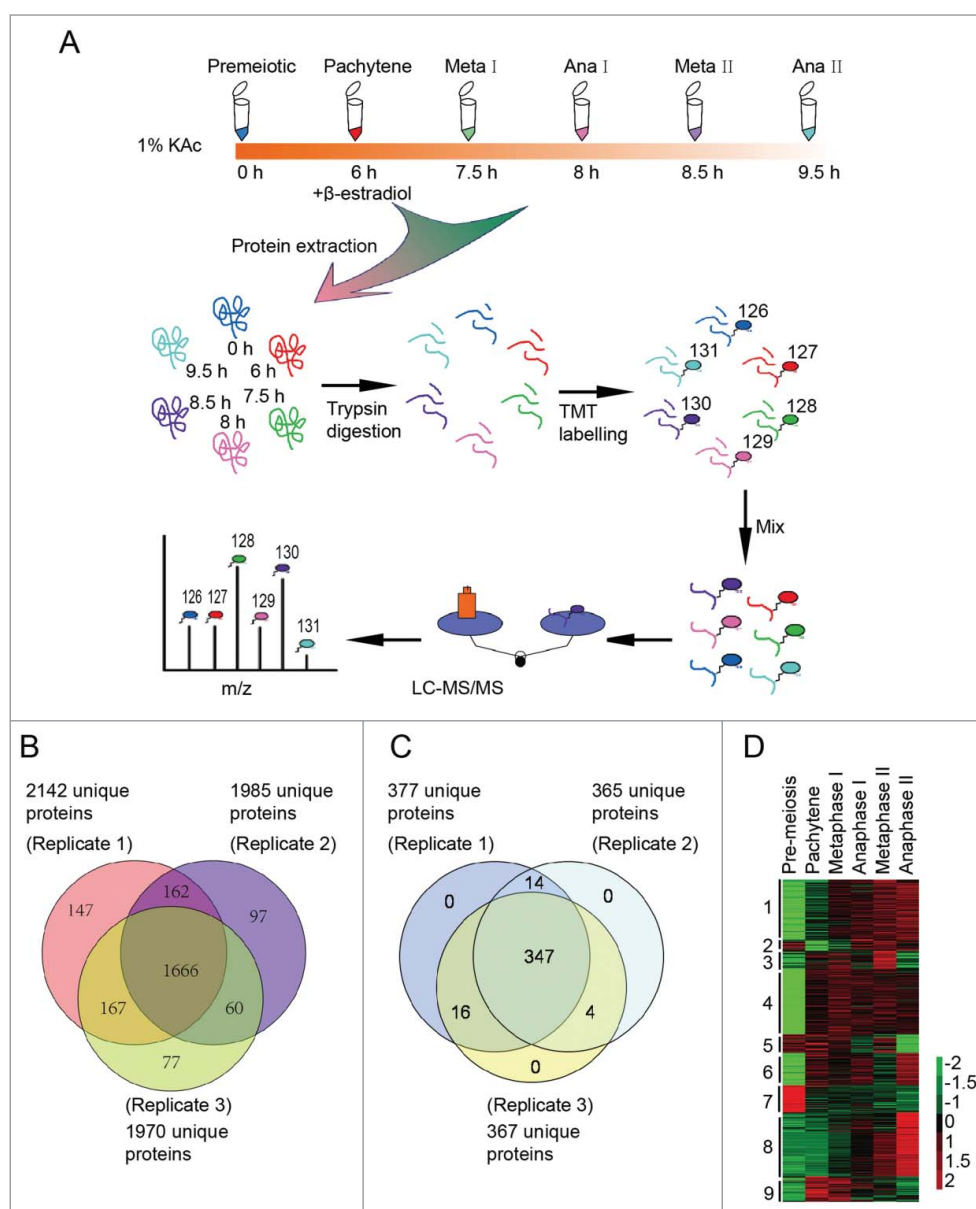 A
Premeiotic Pachytene Meta I Ana I Meta II Ana II
1% KAc
0 h 6 h 7.5 h 8 h 8.5 h 9.5 h
+β-estradiol
Protein extraction
0 h
9.5 h 6 h
8.5 h 7.5 h
8 h
Trypsin
digestion
TMT
labelling
126
131 127
130 128
129
Mix
128
130
126 127
129
131
m/z
LC-MS/MS
B
2142 unique
proteins
(Replicate 1)
1985 unique
proteins
(Replicate 2)
162
147 97
1666
167 60
77
(Replicate 3)
1970 unique
proteins
C
377 unique
proteins
(Replicate 1)
365 unique
proteins
(Replicate 2)
14
0 0
347
16 4
0
(Replicate 3)
367 unique
proteins
D
Pre-meiosis
Pachytene
Metaphase I
Anaphase I
Metaphase II
Anaphase II
1
2
3
4
5
6
7
8
9
-2
-1.5
-1
0
1
1.5
2